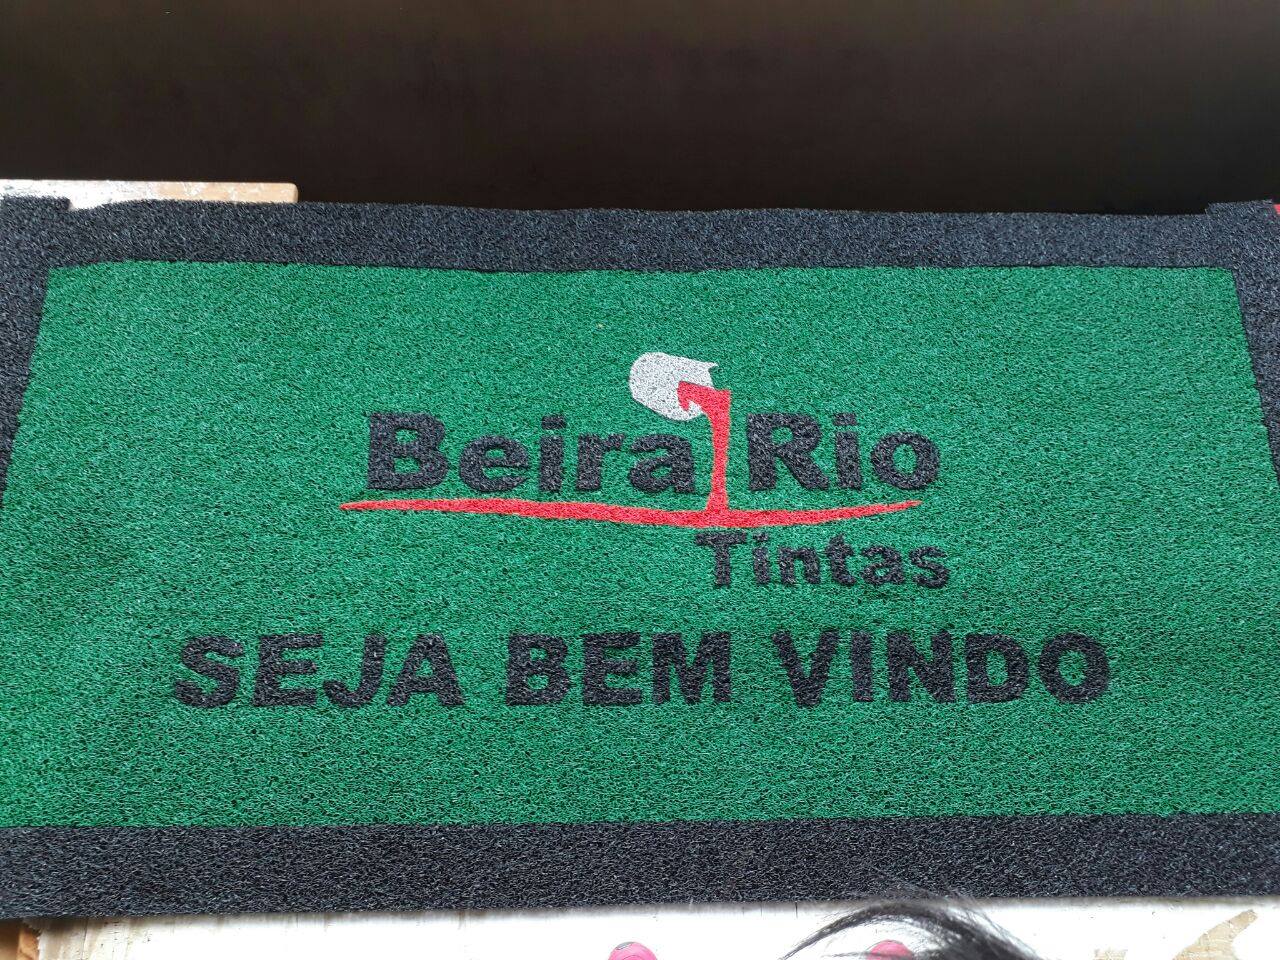 Beira Rio
Tintas
SEJA BEM VINDO